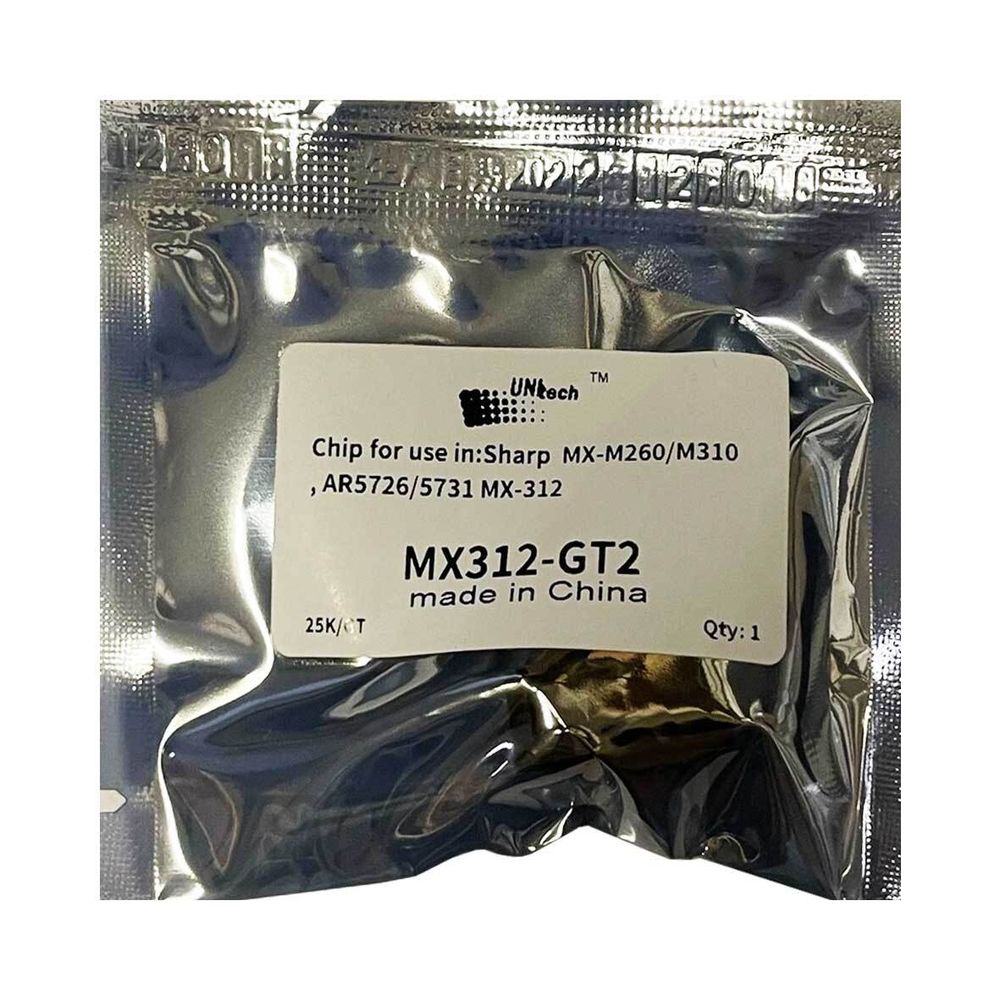 UNItech ™
Chip for use in:Sharp MX-M260/M310
, AR5726/5731 MX-312
MX312-GT2
made in China
25K/CT
Qty: 1